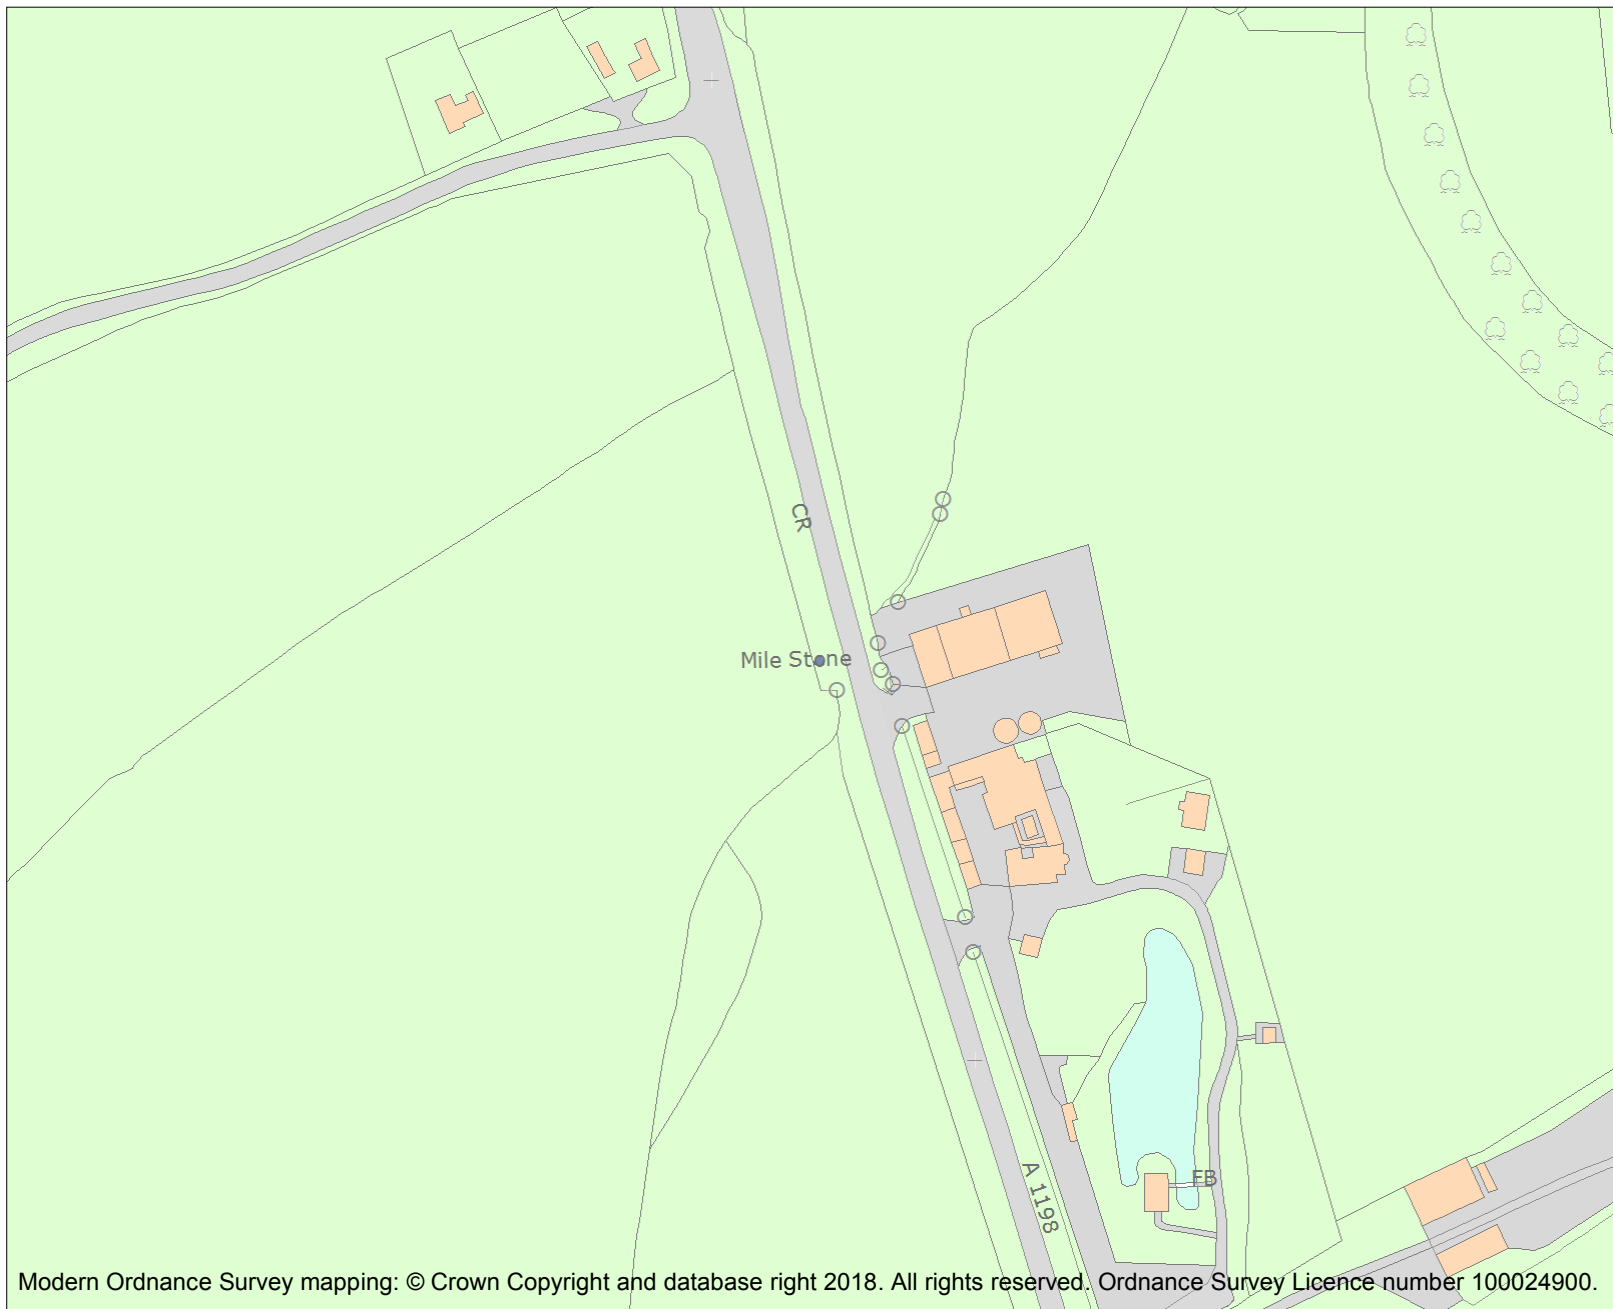 CR
Mile Stone
A 1198
FB
Modern Ordnance Survey mapping: © Crown Copyright and database right 2018. All rights reserved. Ordnance Survey Licence number 100024900.